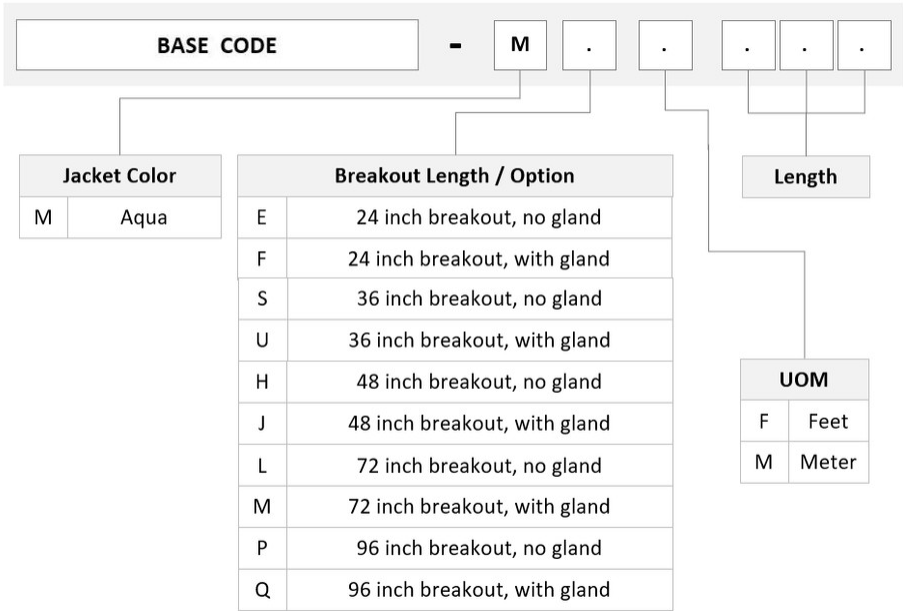 BASE CODE - M . . . . .
Jacket Color
M Aqua
Breakout Length / Option
E 24 inch breakout, no gland
F 24 inch breakout, with gland
S 36 inch breakout, no gland
U 36 inch breakout, with gland
H 48 inch breakout, no gland
J 48 inch breakout, with gland
L 72 inch breakout, no gland
M 72 inch breakout, with gland
P 96 inch breakout, no gland
Q 96 inch breakout, with gland
Length
UOM
F Feet
M Meter